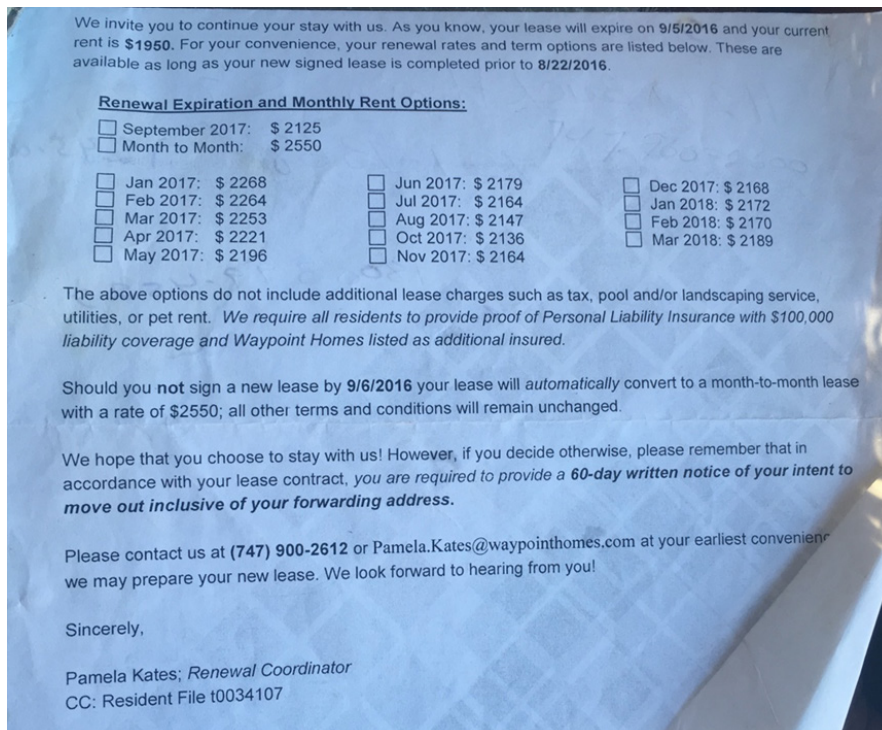 We invite you to continue your stay with us. As you know, your lease will expire on 9/5/2016 and your current
rent is $1950. For your convenience, your renewal rates and term options are listed below. These are
available as long as your new signed lease is completed prior to 8/22/2016.
Renewal Expiration and Monthly Rent Options:
September 2017: $ 2125
Month to Month: $ 2550
Jan 2017: $ 2268
Feb 2017: $ 2264
Mar 2017: $ 2253
Apr 2017: $ 2221
May 2017: $ 2196
Jun 2017: $ 2179
Jul 2017: $ 2164
Aug 2017: $ 2147
Oct 2017: $ 2136
Nov 2017: $ 2164
Dec 2017: $ 2168
Jan 2018: $ 2172
Feb 2018: $ 2170
Mar 2018: $ 2189
The above options do not include additional lease charges such as tax, pool and/or landscaping service,
utilities, or pet rent. We require all residents to provide proof of Personal Liability Insurance with $100,000
liability coverage and Waypoint Homes listed as additional insured.
Should you not sign a new lease by 9/6/2016 your lease will automatically convert to a month-to-month lease
with a rate of $2550; all other terms and conditions will remain unchanged.
We hope that you choose to stay with us! However, if you decide otherwise, please remember that in
accordance with your lease contract, you are required to provide a 60-day written notice of your intent to
move out inclusive of your forwarding address.
Please contact us at (747) 900-2612 or Pamela.Kates@waypointhomes.com at your earliest convenienc
we may prepare your new lease. We look forward to hearing from you!
Sincerely,
Pamela Kates; Renewal Coordinator
CC: Resident File t0034107